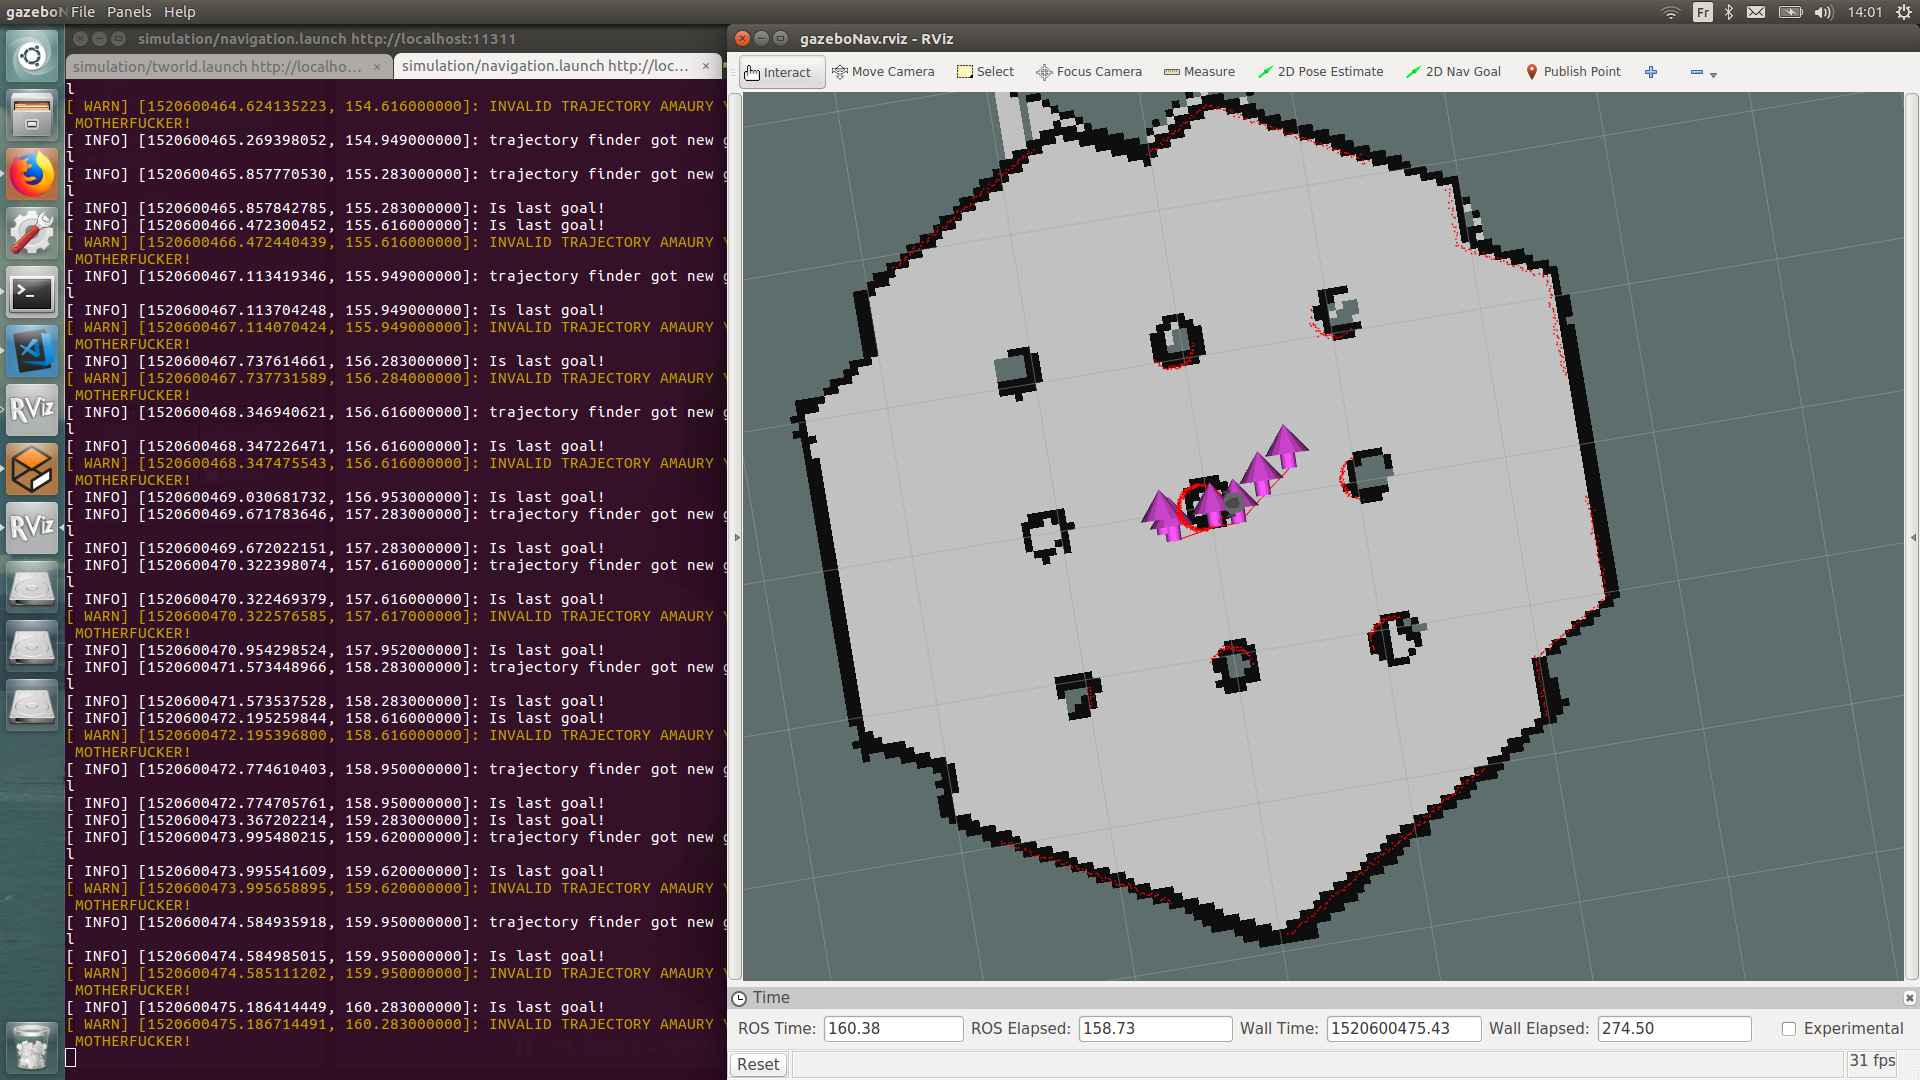 gazeboN File Panels Help
Fr 14:01
simulation/navigation.launch http://localhost:11311
simulation/tworld.launch http://localho... ×
simulation/navigation.launch http://loc... ×
l
[ WARN] [1520600464.624135223, 154.616000000]: INVALID TRAJECTORY AMAURY
MOTHERFUCKER!
[ INFO] [1520600465.269398052, 154.949000000]: trajectory finder got new g
l
[ INFO] [1520600465.857770530, 155.283000000]: trajectory finder got new g
l
[ INFO] [1520600465.857842785, 155.283000000]: Is last goal!
[ INFO] [1520600466.472300452, 155.616000000]: Is last goal!
[ WARN] [1520600466.472440439, 155.616000000]: INVALID TRAJECTORY AMAURY
MOTHERFUCKER!
[ INFO] [1520600467.113419346, 155.949000000]: trajectory finder got new g
l
[ INFO] [1520600467.113704248, 155.949000000]: Is last goal!
[ WARN] [1520600467.114070424, 155.949000000]: INVALID TRAJECTORY AMAURY
MOTHERFUCKER!
[ INFO] [1520600467.737614661, 156.283000000]: Is last goal!
[ WARN] [1520600467.737731589, 156.284000000]: INVALID TRAJECTORY AMAURY
MOTHERFUCKER!
[ INFO] [1520600468.346940621, 156.616000000]: trajectory finder got new g
l
[ INFO] [1520600468.347226471, 156.616000000]: Is last goal!
[ WARN] [1520600468.347475543, 156.616000000]: INVALID TRAJECTORY AMAURY
MOTHERFUCKER!
[ INFO] [1520600469.030681732, 156.953000000]: Is last goal!
[ INFO] [1520600469.671783646, 157.283000000]: trajectory finder got new g
l
[ INFO] [1520600469.672022151, 157.283000000]: Is last goal!
[ INFO] [1520600470.322398074, 157.616000000]: trajectory finder got new g
l
[ INFO] [1520600470.322469379, 157.616000000]: Is last goal!
[ WARN] [1520600470.322576585, 157.617000000]: INVALID TRAJECTORY AMAURY
MOTHERFUCKER!
[ INFO] [1520600470.954298524, 157.952000000]: Is last goal!
[ INFO] [1520600471.573448966, 158.283000000]: trajectory finder got new g
l
[ INFO] [1520600471.573537528, 158.283000000]: Is last goal!
[ INFO] [1520600472.195259844, 158.616000000]: Is last goal!
[ WARN] [1520600472.195396800, 158.616000000]: INVALID TRAJECTORY AMAURY
MOTHERFUCKER!
[ INFO] [1520600472.774610403, 158.950000000]: trajectory finder got new g
l
[ INFO] [1520600472.774705761, 158.950000000]: Is last goal!
[ INFO] [1520600473.367202214, 159.283000000]: Is last goal!
[ INFO] [1520600473.995480215, 159.620000000]: trajectory finder got new g
l
[ INFO] [1520600473.995541609, 159.620000000]: Is last goal!
[ WARN] [1520600473.995658895, 159.620000000]: INVALID TRAJECTORY AMAURY
MOTHERFUCKER!
[ INFO] [1520600474.584935918, 159.950000000]: trajectory finder got new g
l
[ INFO] [1520600474.584985015, 159.950000000]: Is last goal!
[ WARN] [1520600474.585111202, 159.950000000]: INVALID TRAJECTORY AMAURY
MOTHERFUCKER!
[ INFO] [1520600475.186414449, 160.283000000]: Is last goal!
[ WARN] [1520600475.186714491, 160.283000000]: INVALID TRAJECTORY AMAURY
MOTHERFUCKER!
RViz
RViz
gazeboNav.rviz - RViz
Interact Move Camera Select Focus Camera Measure 2D Pose Estimate 2D Nav Goal Publish Point
Time
ROS Time: 160.38 ROS Elapsed: 158.73 Wall Time: 1520600475.43 Wall Elapsed: 274.50 Experimental
Reset 31 fps